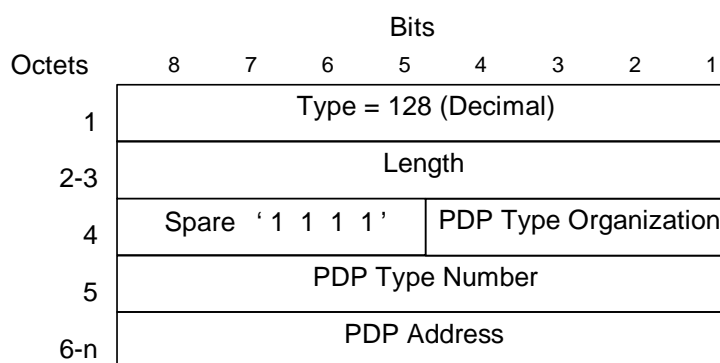 Bits
Octets 8 7 6 5 4 3 2 1
1 Type = 128 (Decimal)
2-3 Length
4 Spare ‘ 1 1 1 1 ’ PDP Type Organization
5 PDP Type Number
6-n PDP Address